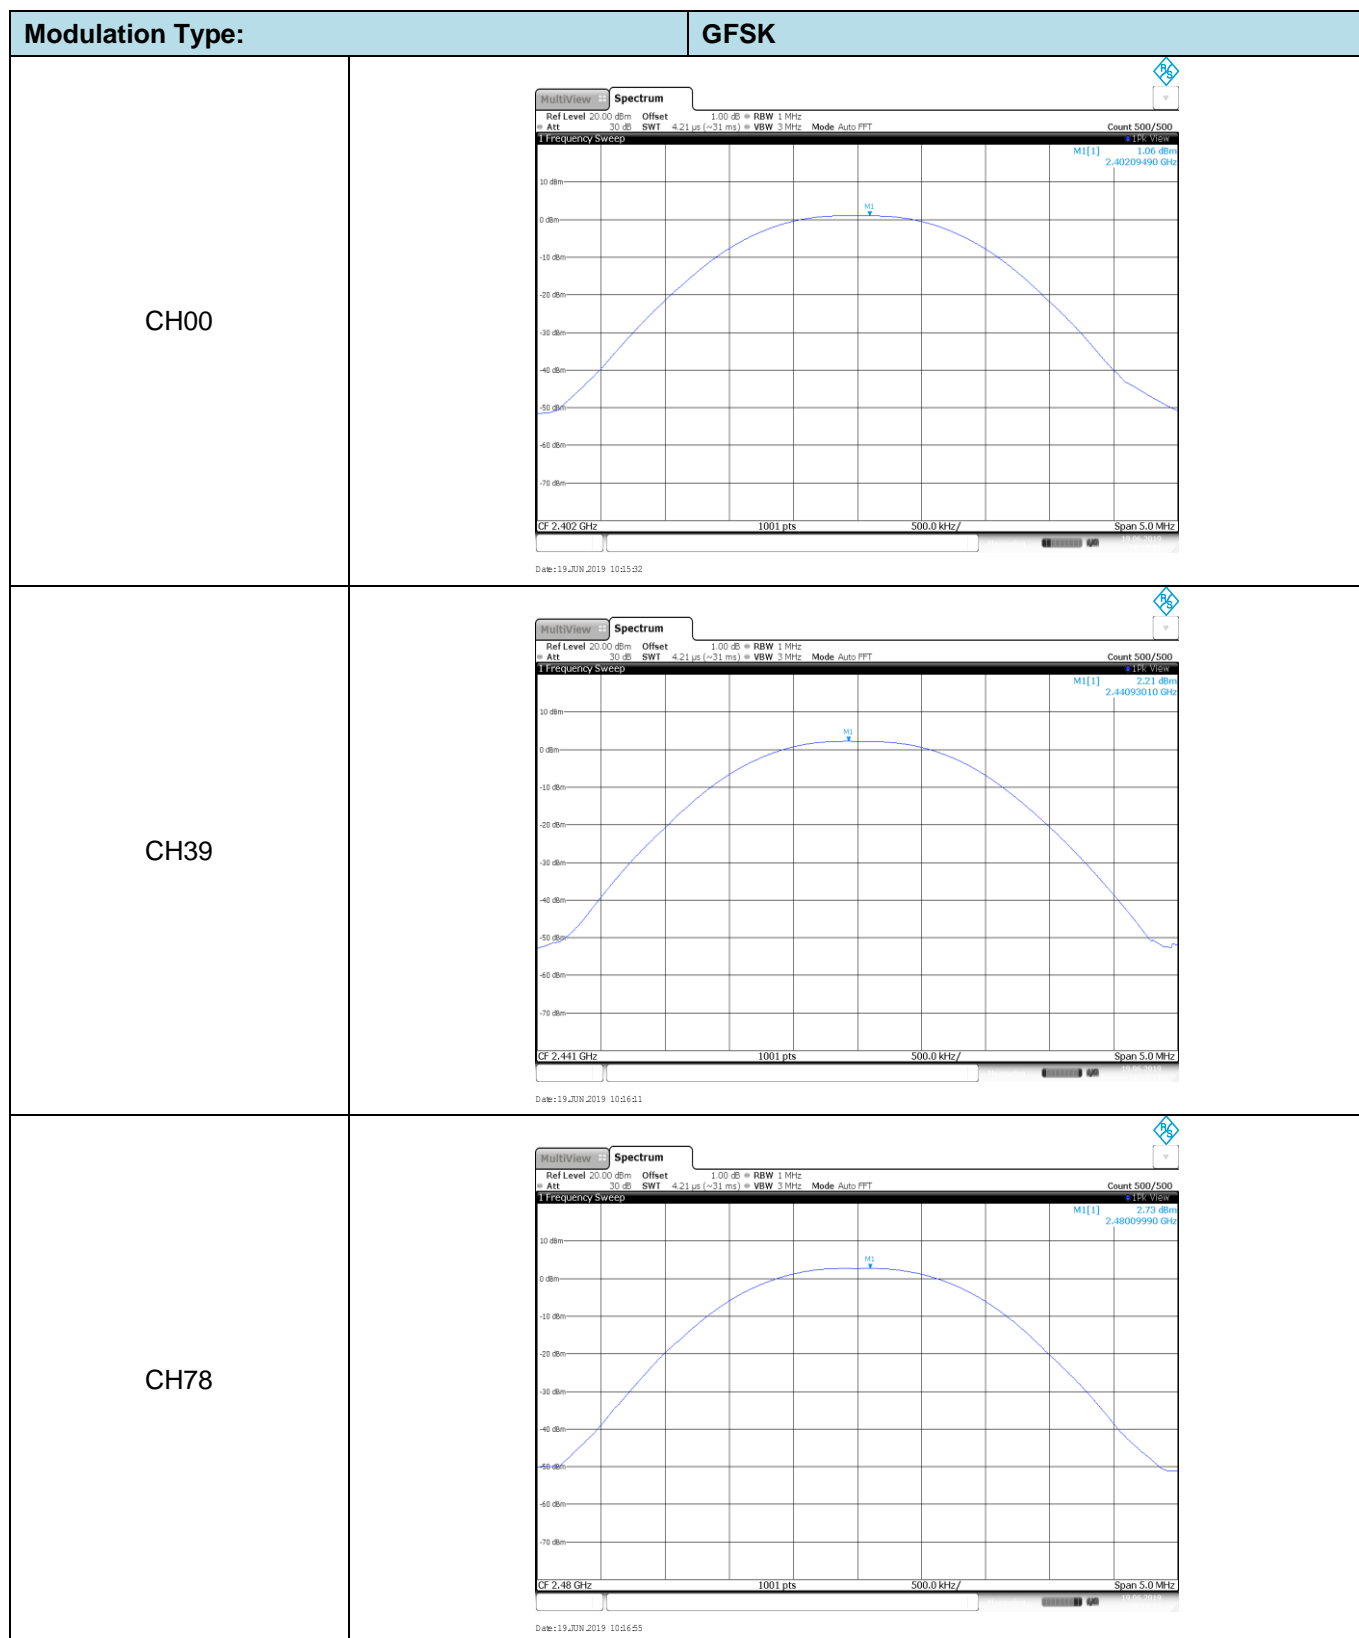 Modulation Type: GFSK
CH00
R S
MultiView Spectrum
Ref Level 20.00 dBm Offset 1.00 dB RBW 1 MHz
Att 30 dB SWT 4.21 µs (~31 ms) VBW 3 MHz Mode Auto FFT Count 500/500
1 Frequency Sweep 1Pk View
M1[1] 1.06 dBm
2.40209490 GHz
10 dBm
M1
0 dBm
-10 dBm
-20 dBm
-30 dBm
-40 dBm
-50 dBm
-60 dBm
-70 dBm
CF 2.402 GHz 1001 pts 500.0 kHz/ Span 5.0 MHz
19.06.2019
Date: 19.JUN.2019 10:15:32
CH39
R S
MultiView Spectrum
Ref Level 20.00 dBm Offset 1.00 dB RBW 1 MHz
Att 30 dB SWT 4.21 µs (~31 ms) VBW 3 MHz Mode Auto FFT Count 500/500
1 Frequency Sweep 1Pk View
M1[1] 2.21 dBm
2.44093010 GHz
10 dBm
M1
0 dBm
-10 dBm
-20 dBm
-30 dBm
-40 dBm
-50 dBm
-60 dBm
-70 dBm
CF 2.441 GHz 1001 pts 500.0 kHz/ Span 5.0 MHz
19.06.2019
Date: 19.JUN.2019 10:16:11
CH78
R S
MultiView Spectrum
Ref Level 20.00 dBm Offset 1.00 dB RBW 1 MHz
Att 30 dB SWT 4.21 µs (~31 ms) VBW 3 MHz Mode Auto FFT Count 500/500
1 Frequency Sweep 1Pk View
M1[1] 2.73 dBm
2.48009990 GHz
10 dBm
M1
0 dBm
-10 dBm
-20 dBm
-30 dBm
-40 dBm
-50 dBm
-60 dBm
-70 dBm
CF 2.48 GHz 1001 pts 500.0 kHz/ Span 5.0 MHz
19.06.2019
Date: 19.JUN.2019 10:16:55